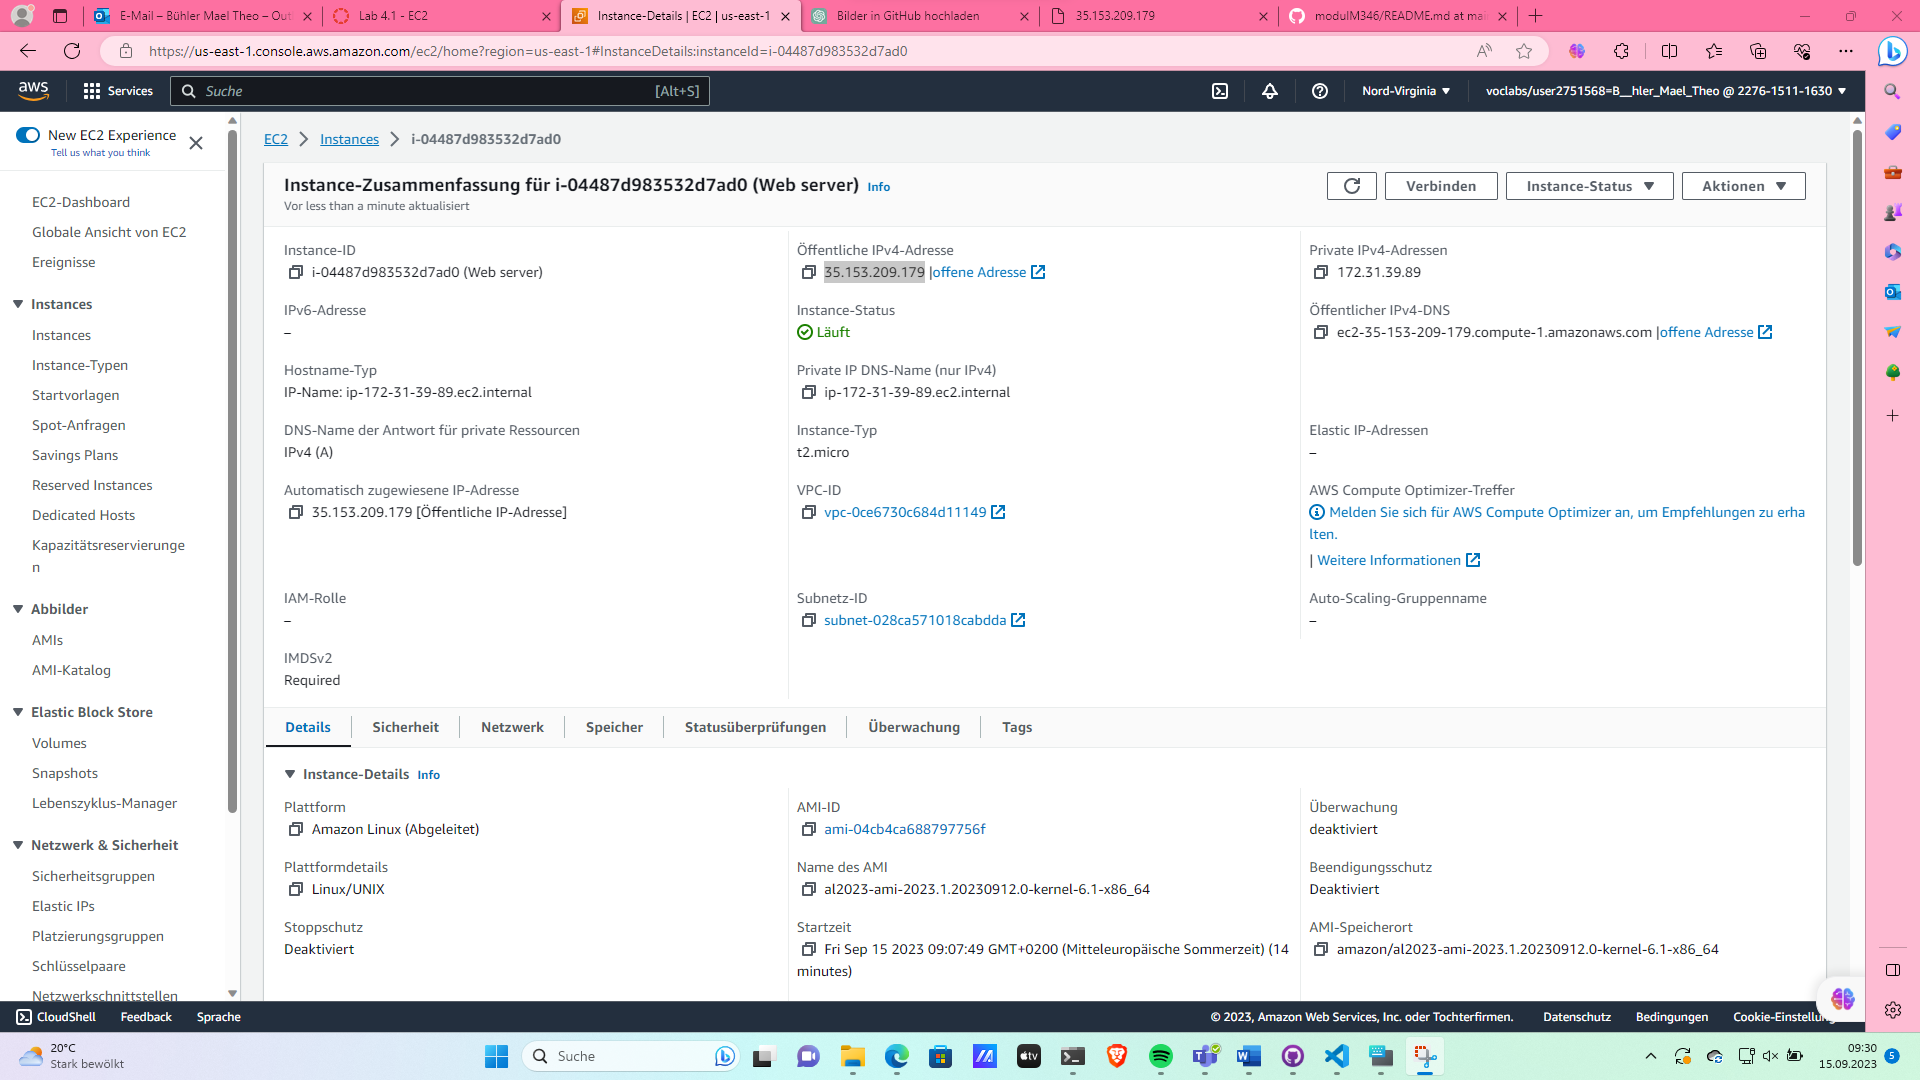 E-Mail – Bühler Mael Theo – Out
Lab 4.1 - EC2
Instance-Details | EC2 | us-east-1
Bilder in GitHub hochladen
35.153.209.179
modulM346/README.md at ma
https://us-east-1.console.aws.amazon.com/ec2/home?region=us-east-1#InstanceDetails:instanceId=i-04487d983532d7ad0
aws
Services
Suche
[Alt+S]
Nord-Virginia
voclabs/user2751568=B__hler_Mael_Theo @ 2276-1511-1630
New EC2 Experience
Tell us what you think
EC2-Dashboard
Globale Ansicht von EC2
Ereignisse
Instances
Instances
Instance-Typen
Startvorlagen
Spot-Anfragen
Savings Plans
Reserved Instances
Dedicated Hosts
Kapazitätsreservierunge
n
Abbilder
AMIs
AMI-Katalog
Elastic Block Store
Volumes
Snapshots
Lebenszyklus-Manager
Netzwerk & Sicherheit
Sicherheitsgruppen
Elastic IPs
Platzierungsgruppen
Schlüsselpaare
Netzwerkschnittstellen
EC2
Instances
i-04487d983532d7ad0
Instance-Zusammenfassung für i-04487d983532d7ad0 (Web server)
Info
Vor less than a minute aktualisiert
Verbinden
Instance-Status
Aktionen
Instance-ID
i-04487d983532d7ad0 (Web server)
Öffentliche IPv4-Adresse
35.153.209.179 |offene Adresse
Private IPv4-Adressen
172.31.39.89
IPv6-Adresse
–
Instance-Status
Läuft
Öffentlicher IPv4-DNS
ec2-35-153-209-179.compute-1.amazonaws.com |offene Adresse
Hostname-Typ
IP-Name: ip-172-31-39-89.ec2.internal
Private IP DNS-Name (nur IPv4)
ip-172-31-39-89.ec2.internal
DNS-Name der Antwort für private Ressourcen
IPv4 (A)
Instance-Typ
t2.micro
Elastic IP-Adressen
–
Automatisch zugewiesene IP-Adresse
35.153.209.179 [Öffentliche IP-Adresse]
VPC-ID
vpc-0ce6730c684d11149
AWS Compute Optimizer-Treffer
Melden Sie sich für AWS Compute Optimizer an, um Empfehlungen zu erha
lten.
| Weitere Informationen
IAM-Rolle
–
Subnetz-ID
subnet-028ca571018cabdda
Auto-Scaling-Gruppenname
–
IMDSv2
Required
Details
Sicherheit
Netzwerk
Speicher
Statusüberprüfungen
Überwachung
Tags
Instance-Details
Info
Plattform
Amazon Linux (Abgeleitet)
AMI-ID
ami-04cb4ca688797756f
Überwachung
deaktiviert
Plattformdetails
Linux/UNIX
Name des AMI
al2023-ami-2023.1.20230912.0-kernel-6.1-x86_64
Beendigungsschutz
Deaktiviert
Stoppschutz
Deaktiviert
Startzeit
Fri Sep 15 2023 09:07:49 GMT+0200 (Mitteleuropäische Sommerzeit) (14
minutes)
AMI-Speicherort
amazon/al2023-ami-2023.1.20230912.0-kernel-6.1-x86_64
CloudShell
Feedback
Sprache
© 2023, Amazon Web Services, Inc. oder Tochterfirmen.
Datenschutz
Bedingungen
Cookie-Einstellung
20°C
Stark bewölkt
Suche
tv
09:30
15.09.2023
5